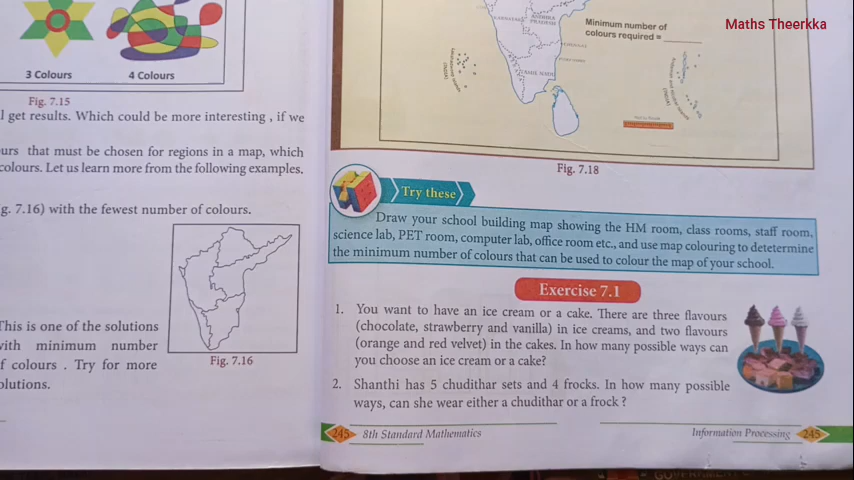 Maths Theerkka
3 Colours
4 Colours
Fig. 7.15
l get results. Which could be more interesting , if we
urs that must be chosen for regions in a map, which
colours. Let us learn more from the following examples.
g. 7.16) with the fewest number of colours.
This is one of the solutions
with minimum number
f colours . Try for more
olutions.
Fig. 7.16
KARNATAKA
ANDHRA
PRADESH
TAMIL NADU
Minimum number of
colours required =
Fig. 7.18
Try these
Draw your school building map showing the HM room, class rooms, staff room,
science lab, PET room, computer lab, office room etc., and use map colouring to detetermine
the minimum number of colours that can be used to colour the map of your school.
Exercise 7.1
1. You want to have an ice cream or a cake. There are three flavours
(chocolate, strawberry and vanilla) in ice creams, and two flavours
(orange and red velvet) in the cakes. In how many possible ways can
you choose an ice cream or a cake?
2. Shanthi has 5 chudithar sets and 4 frocks. In how many possible
ways, can she wear either a chudithar or a frock ?
245 8th Standard Mathematics
Information Processing 245